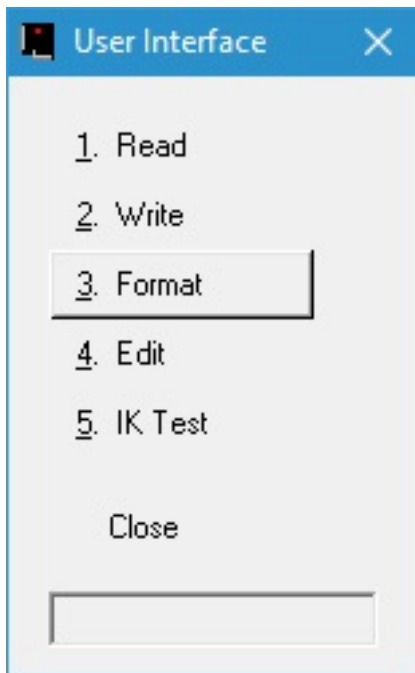 User Interface
1. Read
2. Write
3. Format
4. Edit
5. IK Test
Close